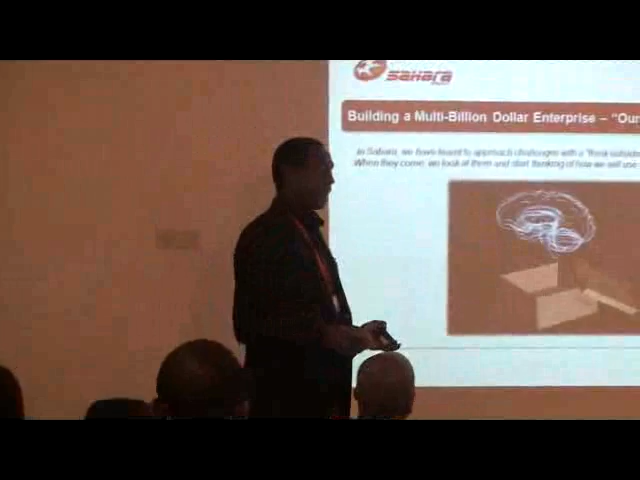 sahara
Building a Multi-Billion Dollar Enterprise – "Our
In Sahara, we have learnt to approach challenges with a "think outside
When they come, we look at them and start thinking of how we will use